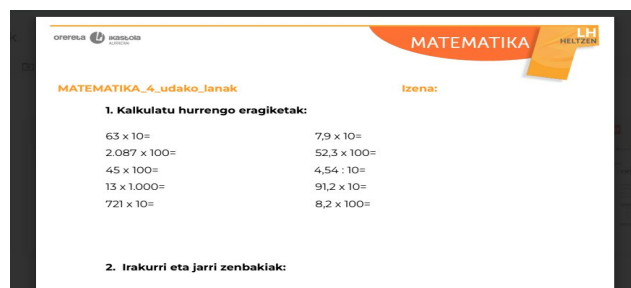 orereta ikastola
MATEMATIKA
LH
HELTZEN
MATEMATIKA_4_udako_lanak Izena:
1. Kalkulatu hurrengo eragiketak:
63 x 10= 7,9 x 10=
2.087 x 100= 52,3 x 100=
45 x 100= 4,54 : 10=
13 x 1.000= 91,2 x 10=
721 x 10= 8,2 x 100=
2. Irakurri eta jarri zenbakiak: